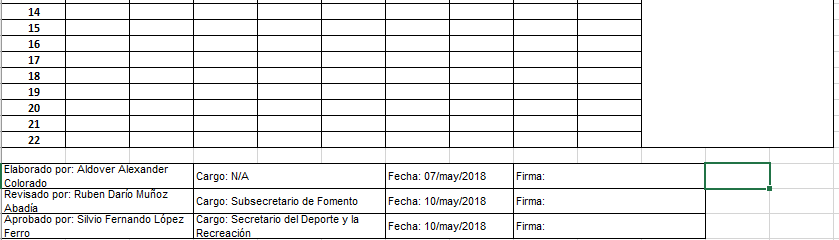 14
15
16
17
18
19
20
21
22
Elaborado por: Aldover Alexander
Colorado
Cargo: N/A
Fecha: 07/may/2018
Firma:
Revisado por: Ruben Darío Muñoz
Abadía
Cargo: Subsecretario de Fomento
Fecha: 10/may/2018
Firma:
Aprobado por: Silvio Fernando López
Ferro
Cargo: Secretario del Deporte y la
Recreación
Fecha: 10/may/2018
Firma: